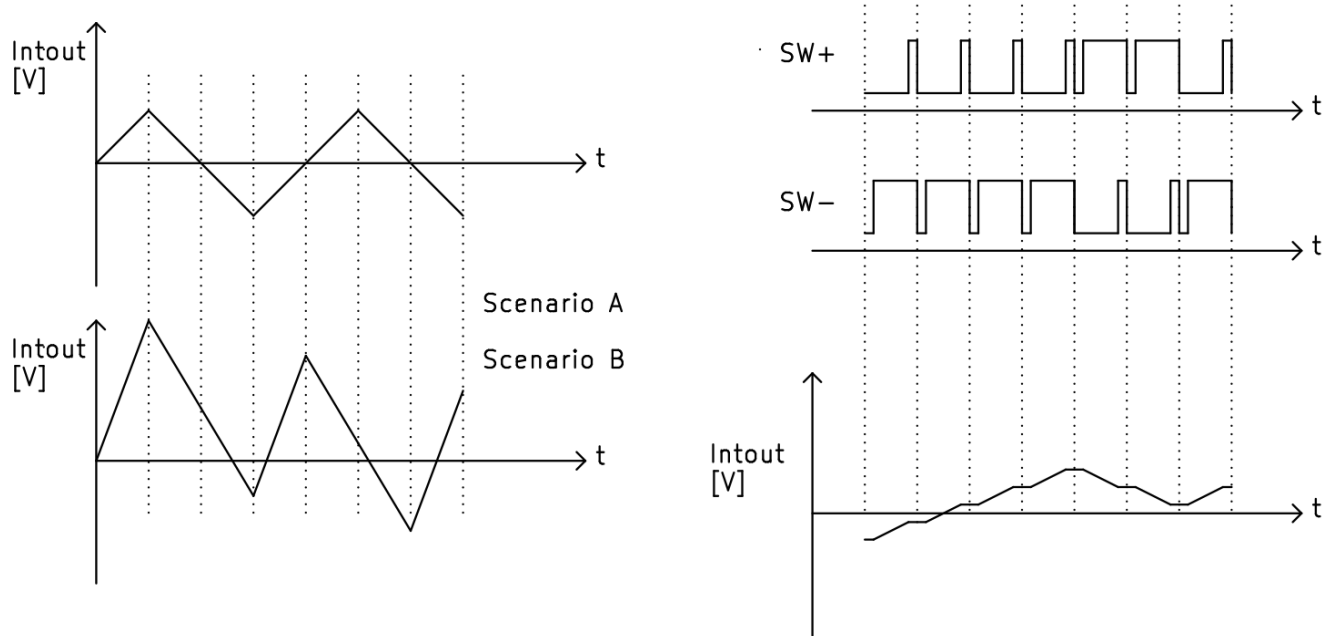 Intout
[V]
t
Scenario A
Scenario B
Intout
[V]
t
SW+
t
SW-
t
Intout
[V]
t